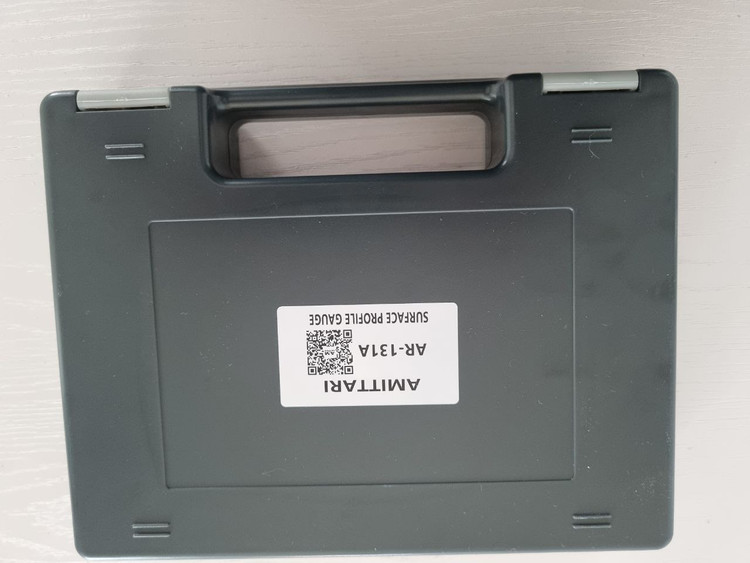 AMITTARI
AR-131A
SURFACE PROFILE GAUGE